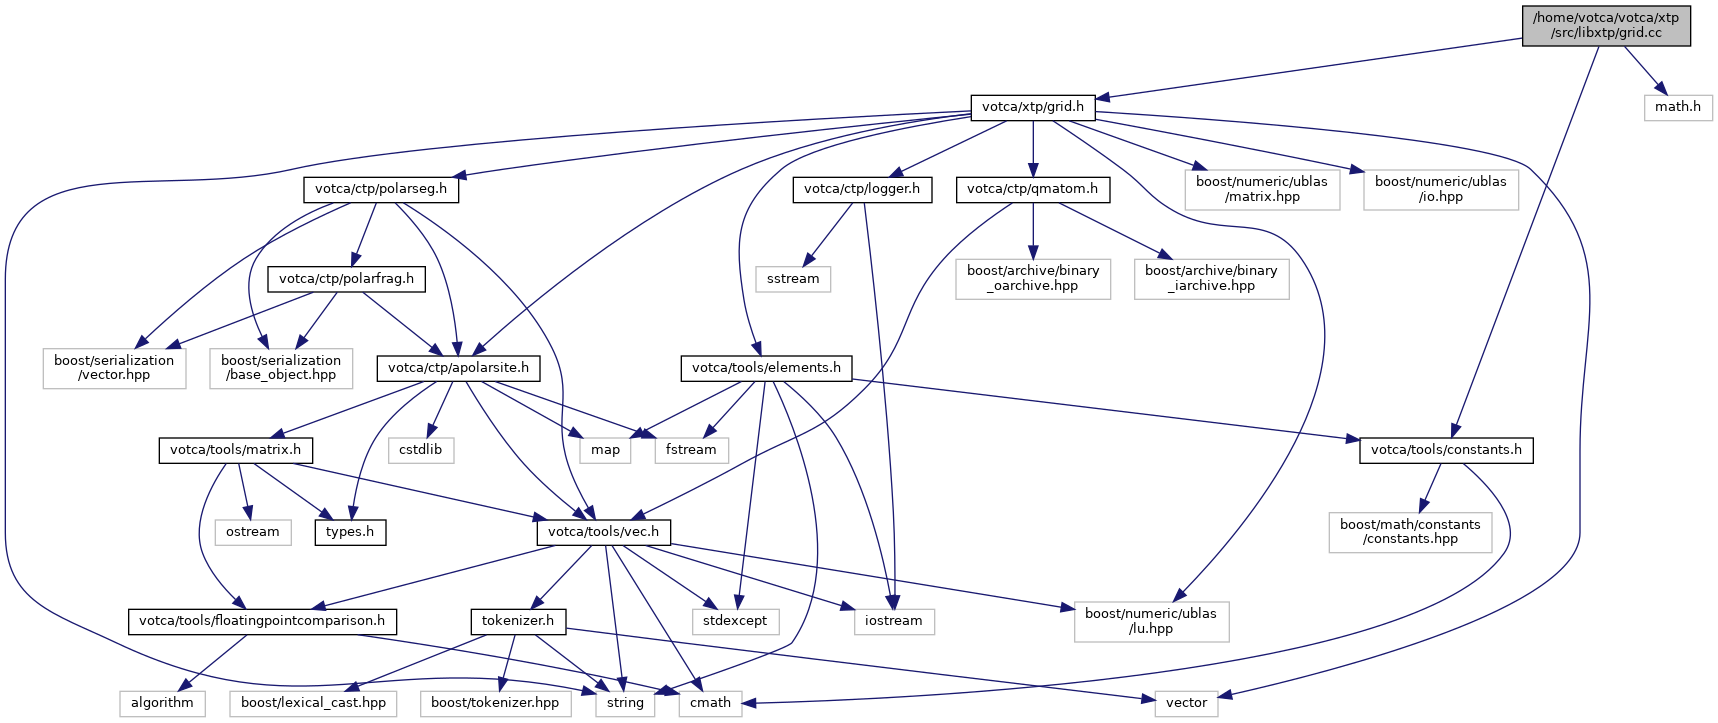 /home/votca/votca/xtp
/src/libxtp/grid.cc
votca/xtp/grid.h
math.h
votca/ctp/polarseg.h
votca/ctp/logger.h
votca/ctp/qmatom.h
boost/numeric/ublas
/matrix.hpp
boost/numeric/ublas
/io.hpp
votca/ctp/polarfrag.h
sstream
boost/archive/binary
_oarchive.hpp
boost/archive/binary
_iarchive.hpp
boost/serialization
/vector.hpp
boost/serialization
/base_object.hpp
votca/ctp/apolarsite.h
votca/tools/elements.h
votca/tools/matrix.h
cstdlib
map
fstream
votca/tools/constants.h
ostream
types.h
votca/tools/vec.h
boost/math/constants
/constants.hpp
votca/tools/floatingpointcomparison.h
tokenizer.h
stdexcept
iostream
boost/numeric/ublas
/lu.hpp
algorithm
boost/lexical_cast.hpp
boost/tokenizer.hpp
string
cmath
vector